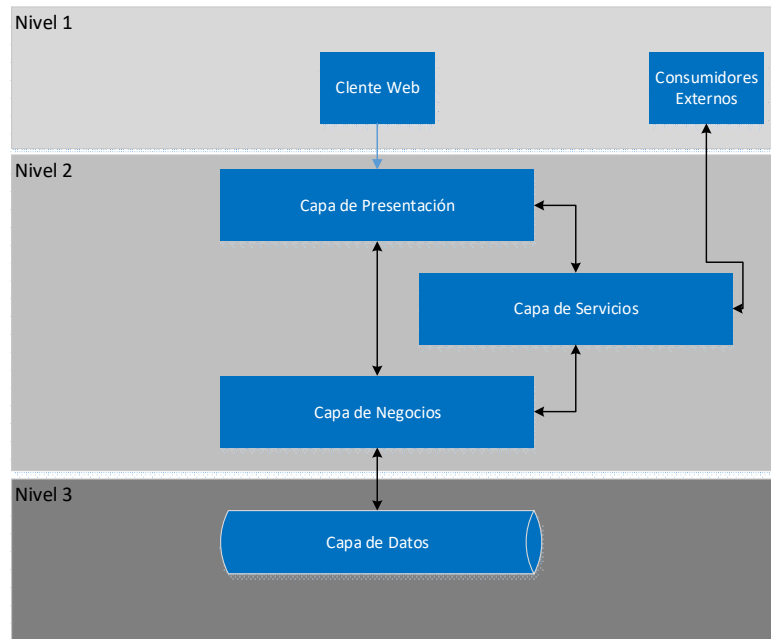 Nivel 1
Clente Web
Consumidores
Externos
Nivel 2
Capa de Presentación
Capa de Servicios
Capa de Negocios
Nivel 3
Capa de Datos